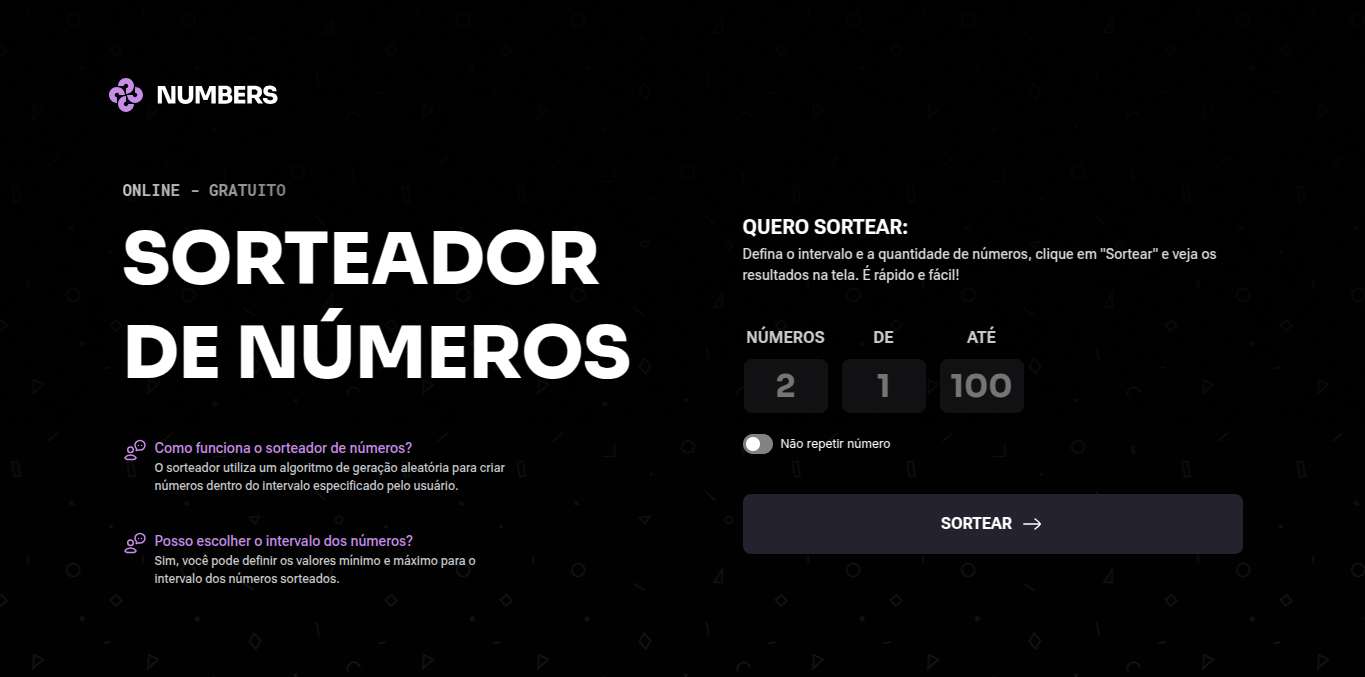 NUMBERS
ONLINE - GRATUITO
SORTEADOR
DE NÚMEROS
Como funciona o sorteador de números?
O sorteador utiliza um algoritmo de geração aleatória para criar
números dentro do intervalo especificado pelo usuário.
Posso escolher o intervalo dos números?
Sim, você pode definir os valores mínimo e máximo para o
intervalo dos números sorteados.
QUERO SORTEAR:
Defina o intervalo e a quantidade de números, clique em "Sortear" e veja os
resultados na tela. É rápido e fácil!
NÚMEROS DE ATÉ
2 1 100
Não repetir número
SORTEAR →